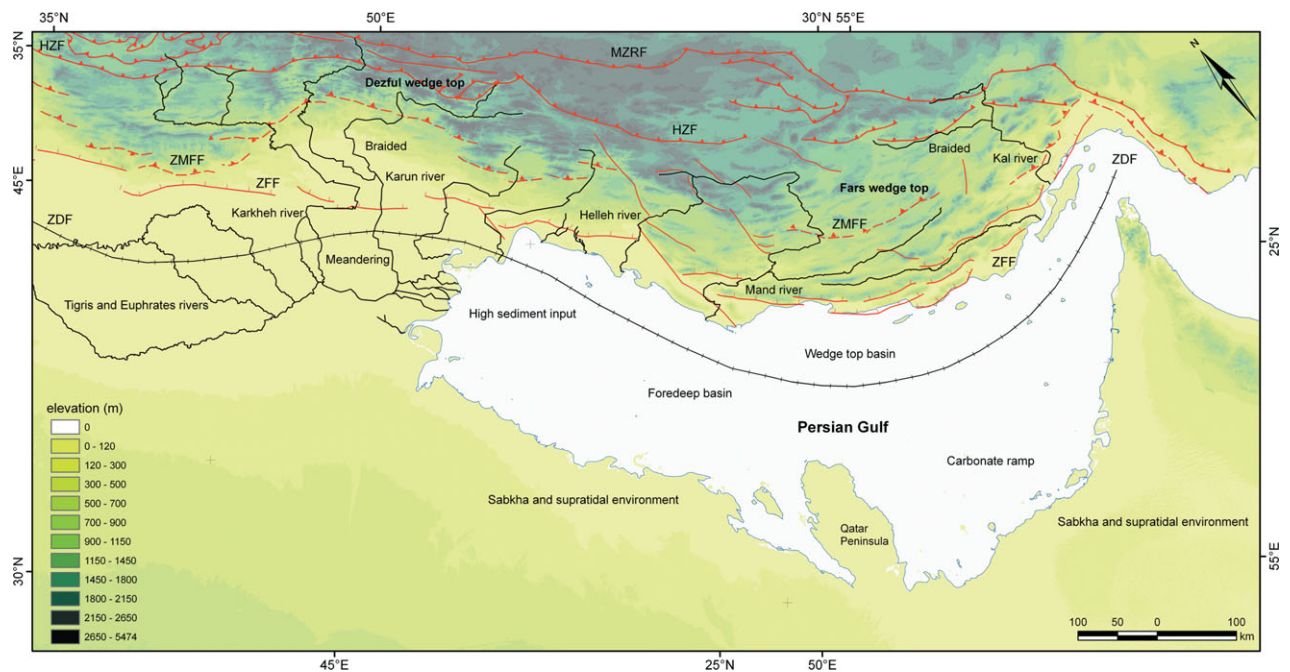 35°N 50°E 30°N 55°E
35°N
HZF
MZRF
N
Dezful wedge top
HZF
Braided
Braided
ZMFF
Kal river
ZDF
Karun river
45°E
ZFF
Fars wedge top
Karkheh river
Helleh river
ZMFF
ZDF
25°N
Meandering
ZFF
Mand river
Tigris and Euphrates rivers
High sediment input
Wedge top basin
Foredeep basin
elevation (m)
0
0 - 120
120 - 300
300 - 500
500 - 700
700 - 900
900 - 1150
1150 - 1450
1450 - 1800
1800 - 2150
2150 - 2650
2650 - 5474
Persian Gulf
Carbonate ramp
Sabkha and supratidal environment
Sabkha and supratidal environment
Qatar
Peninsula
30°N
55°E
100 50 0 100
km
45°E 25°N 50°E